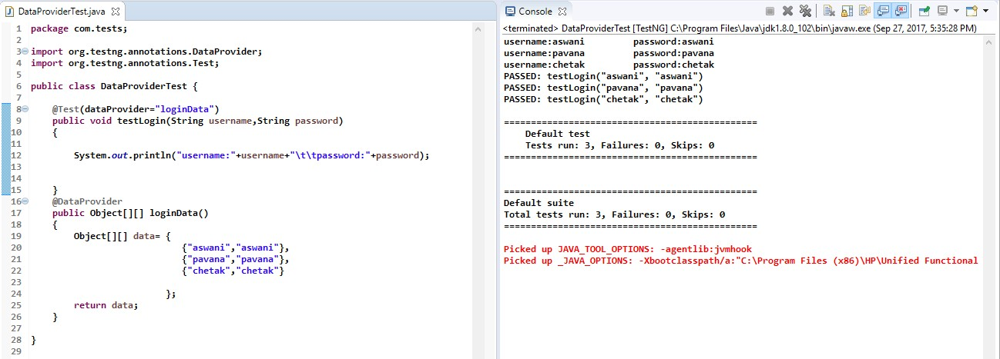 DataProviderTest.java
1 package com.tests;
2
3 import org.testng.annotations.DataProvider;
4 import org.testng.annotations.Test;
5
6 public class DataProviderTest {
7
8     @Test(dataProvider="loginData")
9     public void testLogin(String username,String password)
10     {
11
12         System.out.println("username:"+username+"\t\tpassword:"+password);
13
14
15     }
16     @DataProvider
17     public Object[][] loginData()
18     {
19         Object[][] data= {
20                             {"aswani","aswani"},
21                             {"pavana","pavana"},
22                             {"chetak","chetak"}
23
24                          };
25         return data;
26     }
27
28 }
29
Console
<terminated> DataProviderTest [TestNG] C:\Program Files\Java\jdk1.8.0_102\bin\javaw.exe (Sep 27, 2017, 5:35:28 PM)
username:aswani         password:aswani
username:pavana         password:pavana
username:chetak         password:chetak
PASSED: testLogin("aswani", "aswani")
PASSED: testLogin("pavana", "pavana")
PASSED: testLogin("chetak", "chetak")
===============================================
    Default test
    Tests run: 3, Failures: 0, Skips: 0
===============================================
===============================================
Default suite
Total tests run: 3, Failures: 0, Skips: 0
===============================================
Picked up JAVA_TOOL_OPTIONS: -agentlib:jvmhook
Picked up _JAVA_OPTIONS: -Xbootclasspath/a:"C:\Program Files (x86)\HP\Unified Functional